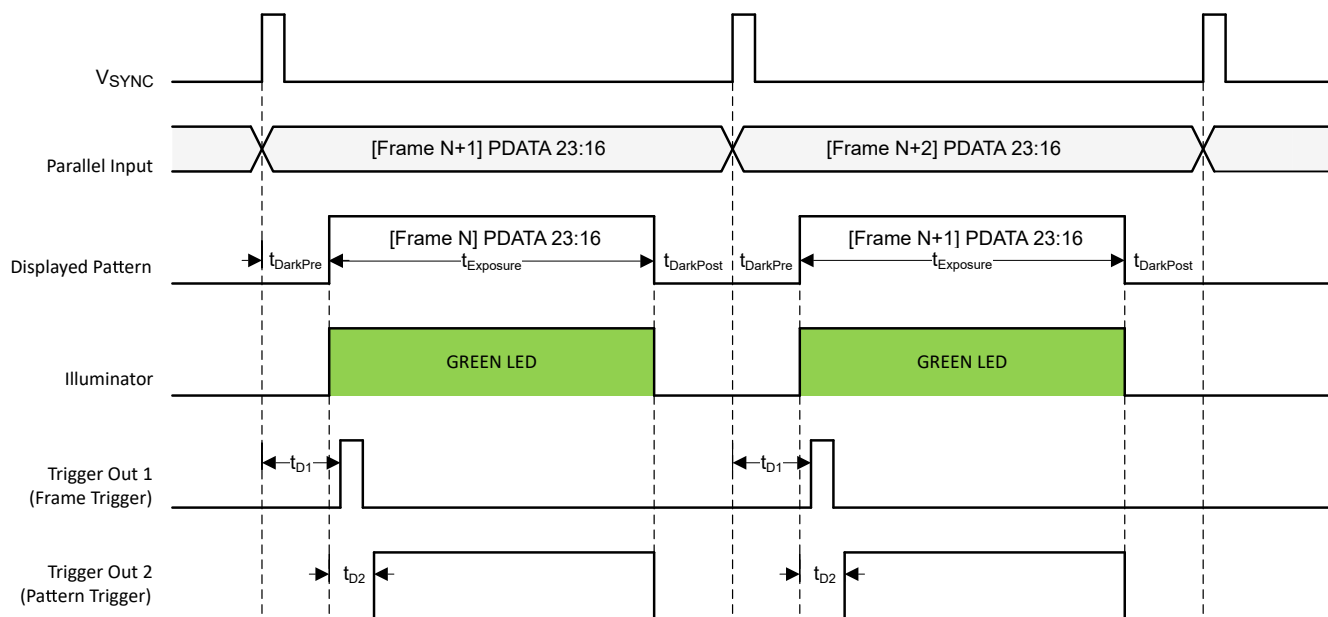 VSYNC
Parallel Input
[Frame N+1] PDATA 23:16
[Frame N+2] PDATA 23:16
Displayed Pattern
tDarkPre
[Frame N] PDATA 23:16
tExposure
tDarkPost
tDarkPre
[Frame N+1] PDATA 23:16
tExposure
tDarkPost
Illuminator
GREEN LED
GREEN LED
Trigger Out 1
(Frame Trigger)
tD1
tD1
Trigger Out 2
(Pattern Trigger)
tD2
tD2